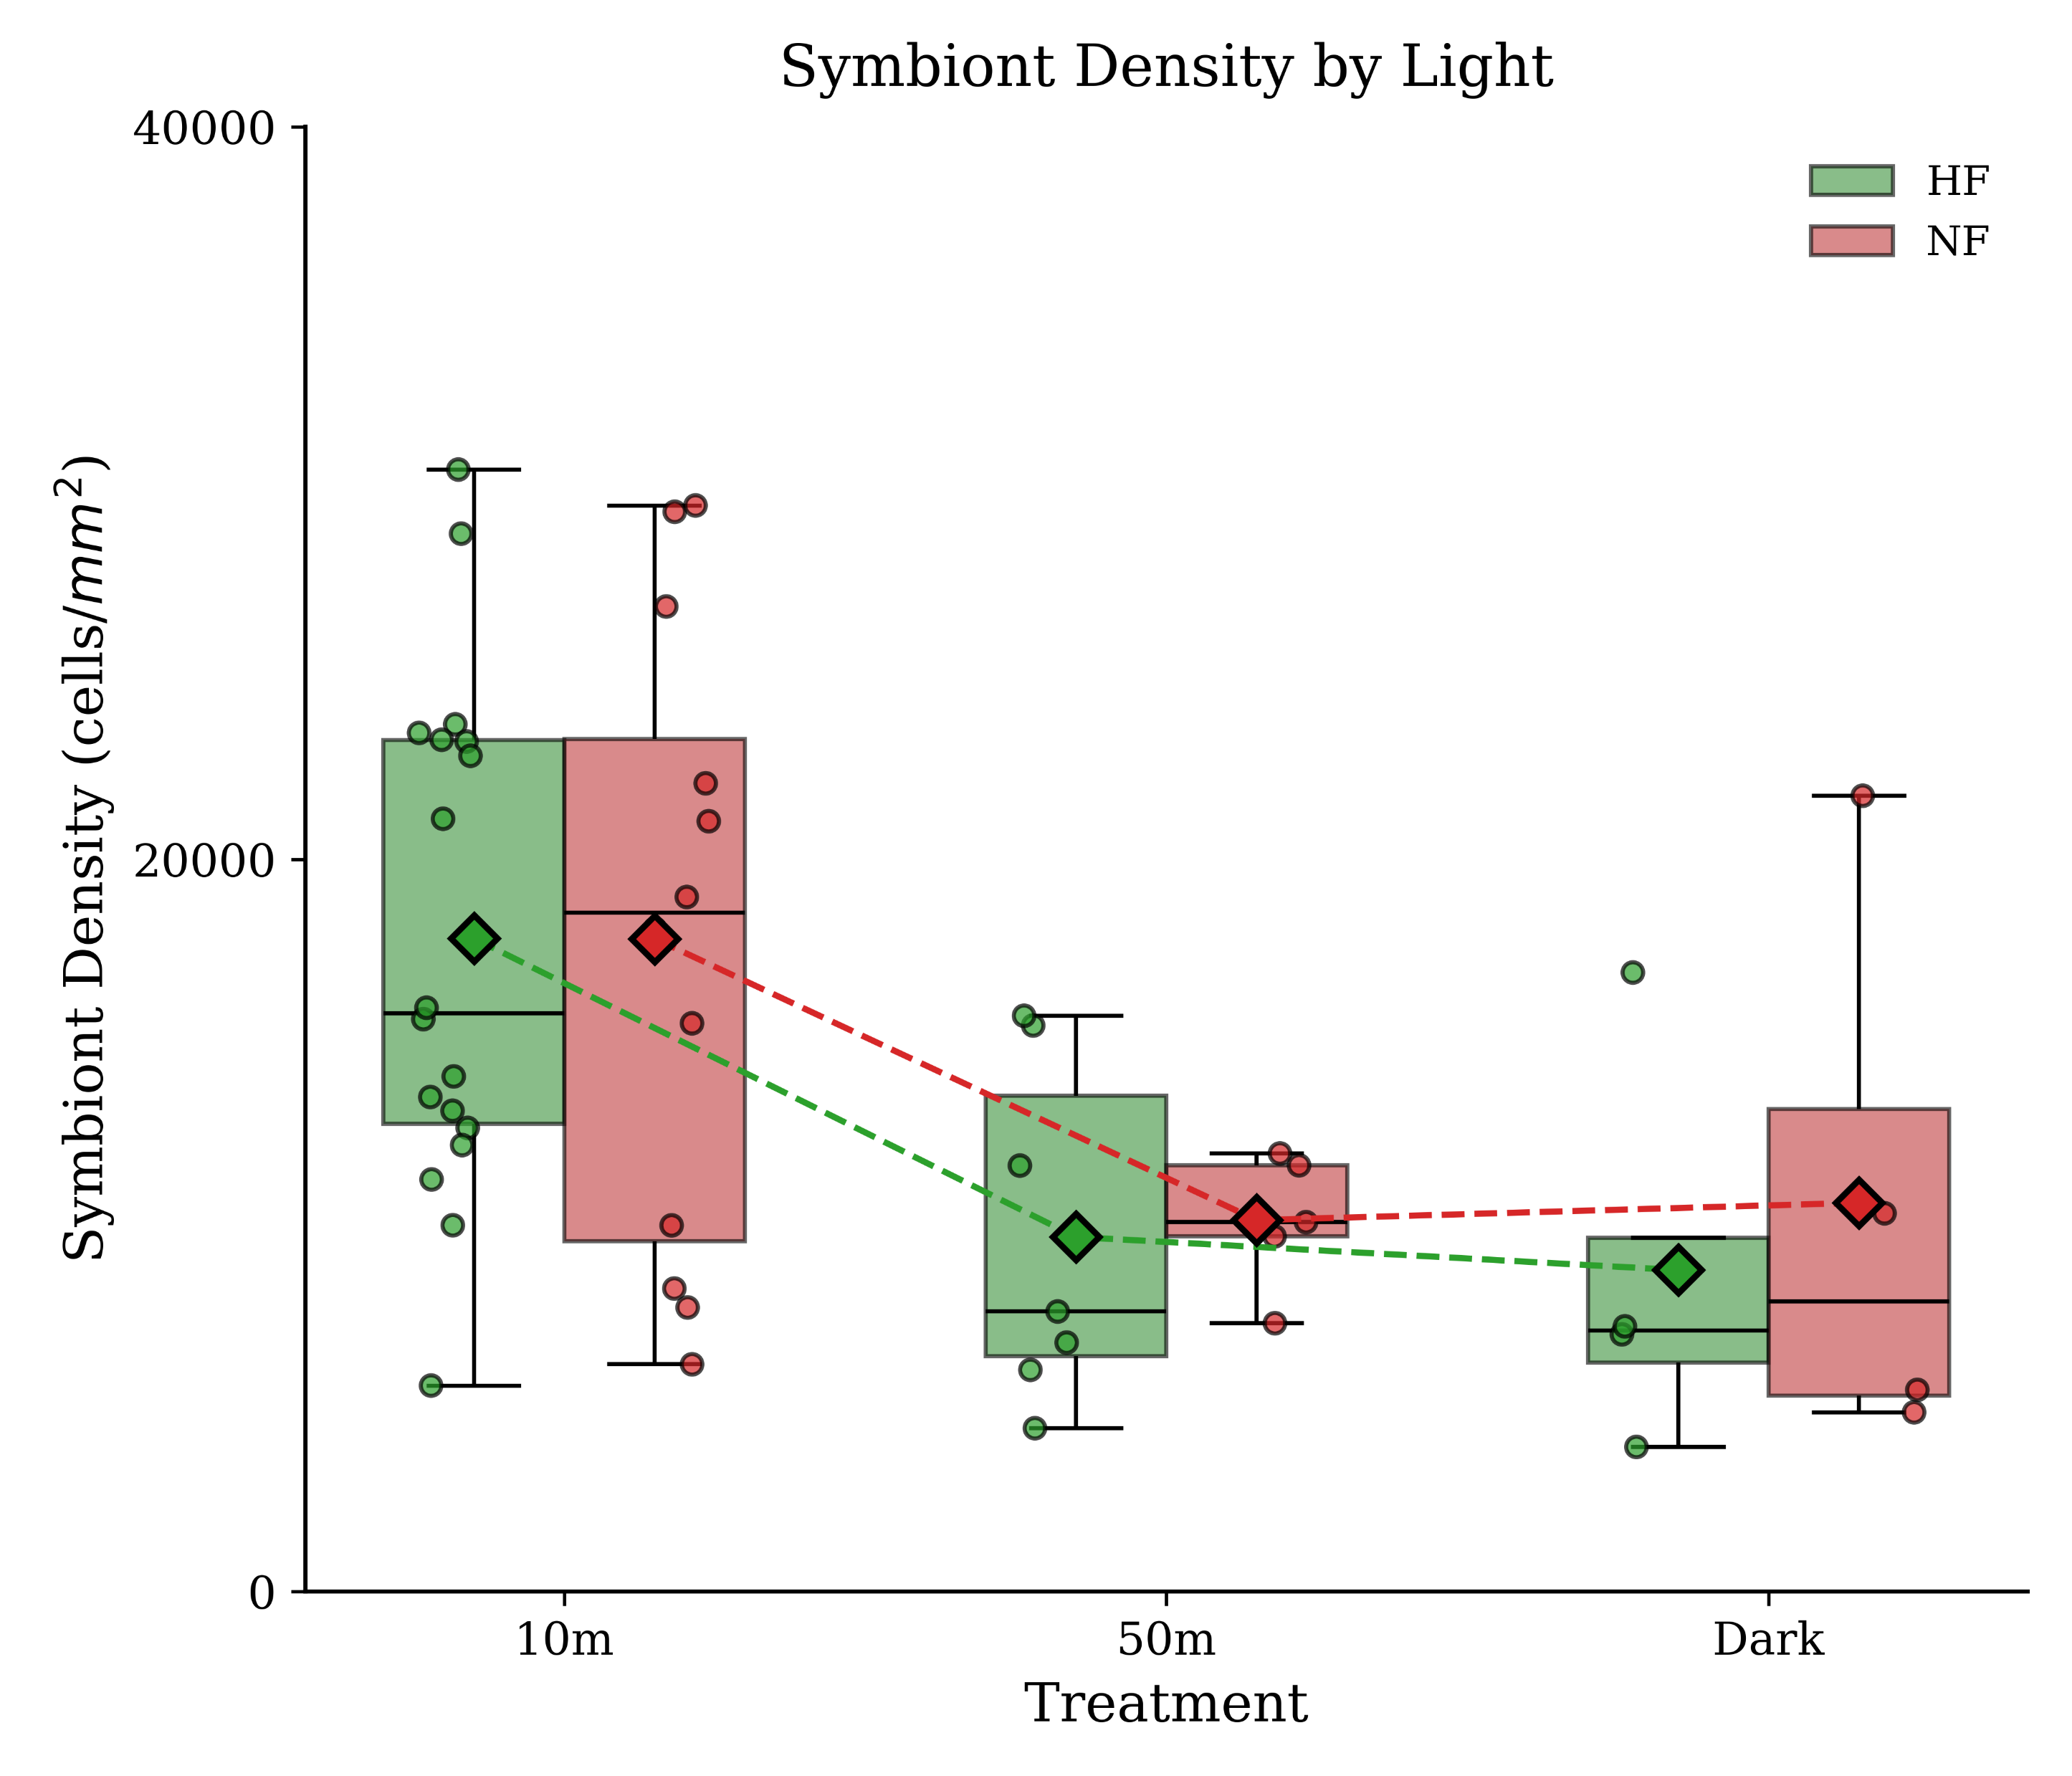 Symbiont Density by Light
HF
NF
Symbiont Density (cells/mm²)
40000
20000
0
10m
50m
Dark
Treatment